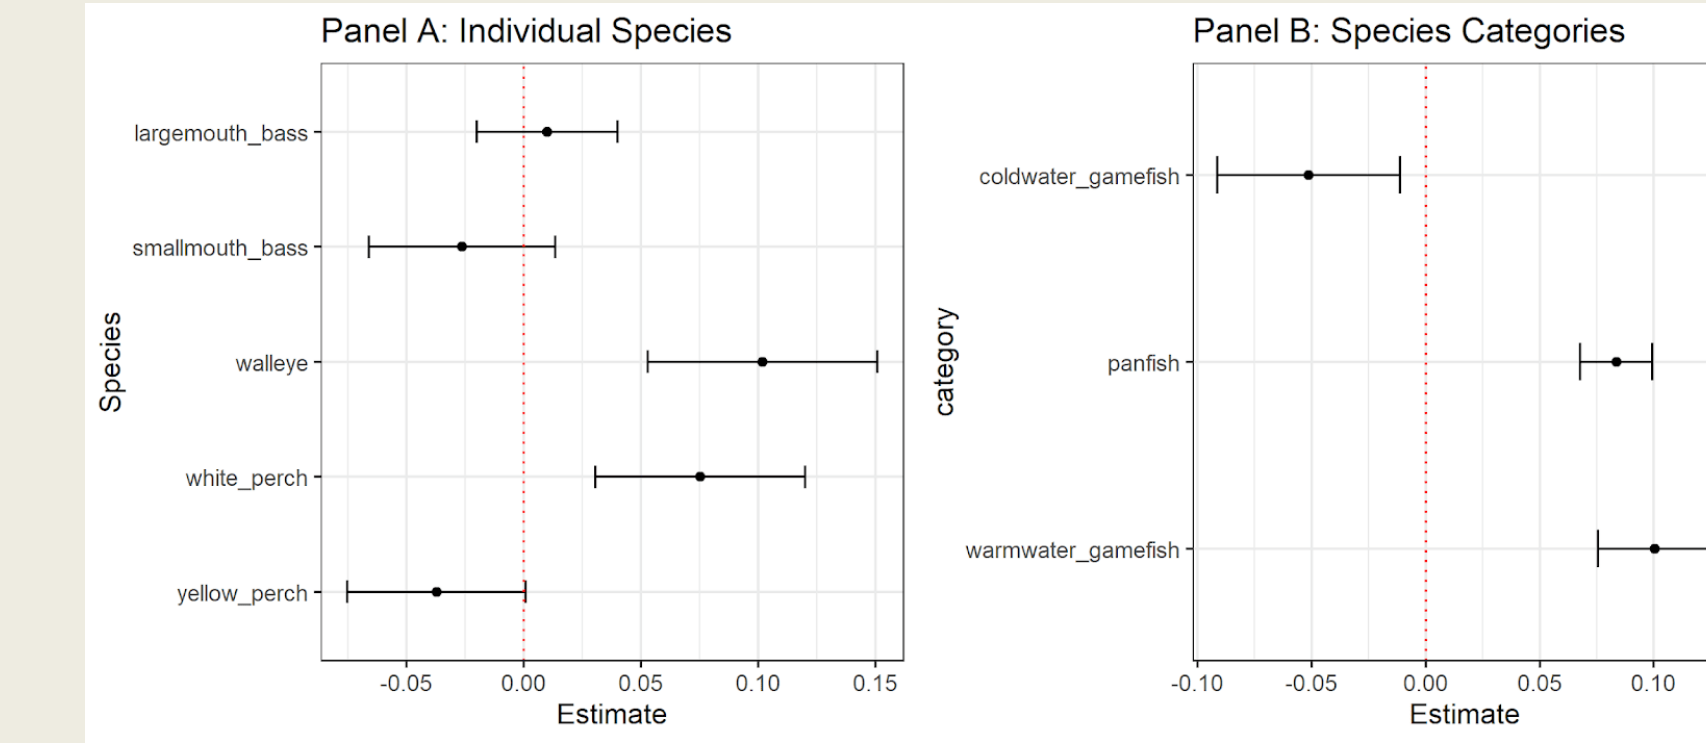 Panel A: Individual Species
largemouth_bass
smallmouth_bass
walleye
white_perch
yellow_perch
Species
-0.05 0.00 0.05 0.10 0.15
Estimate
Panel B: Species Categories
coldwater_gamefish
panfish
warmwater_gamefish
category
-0.10 -0.05 0.00 0.05 0.10
Estimate